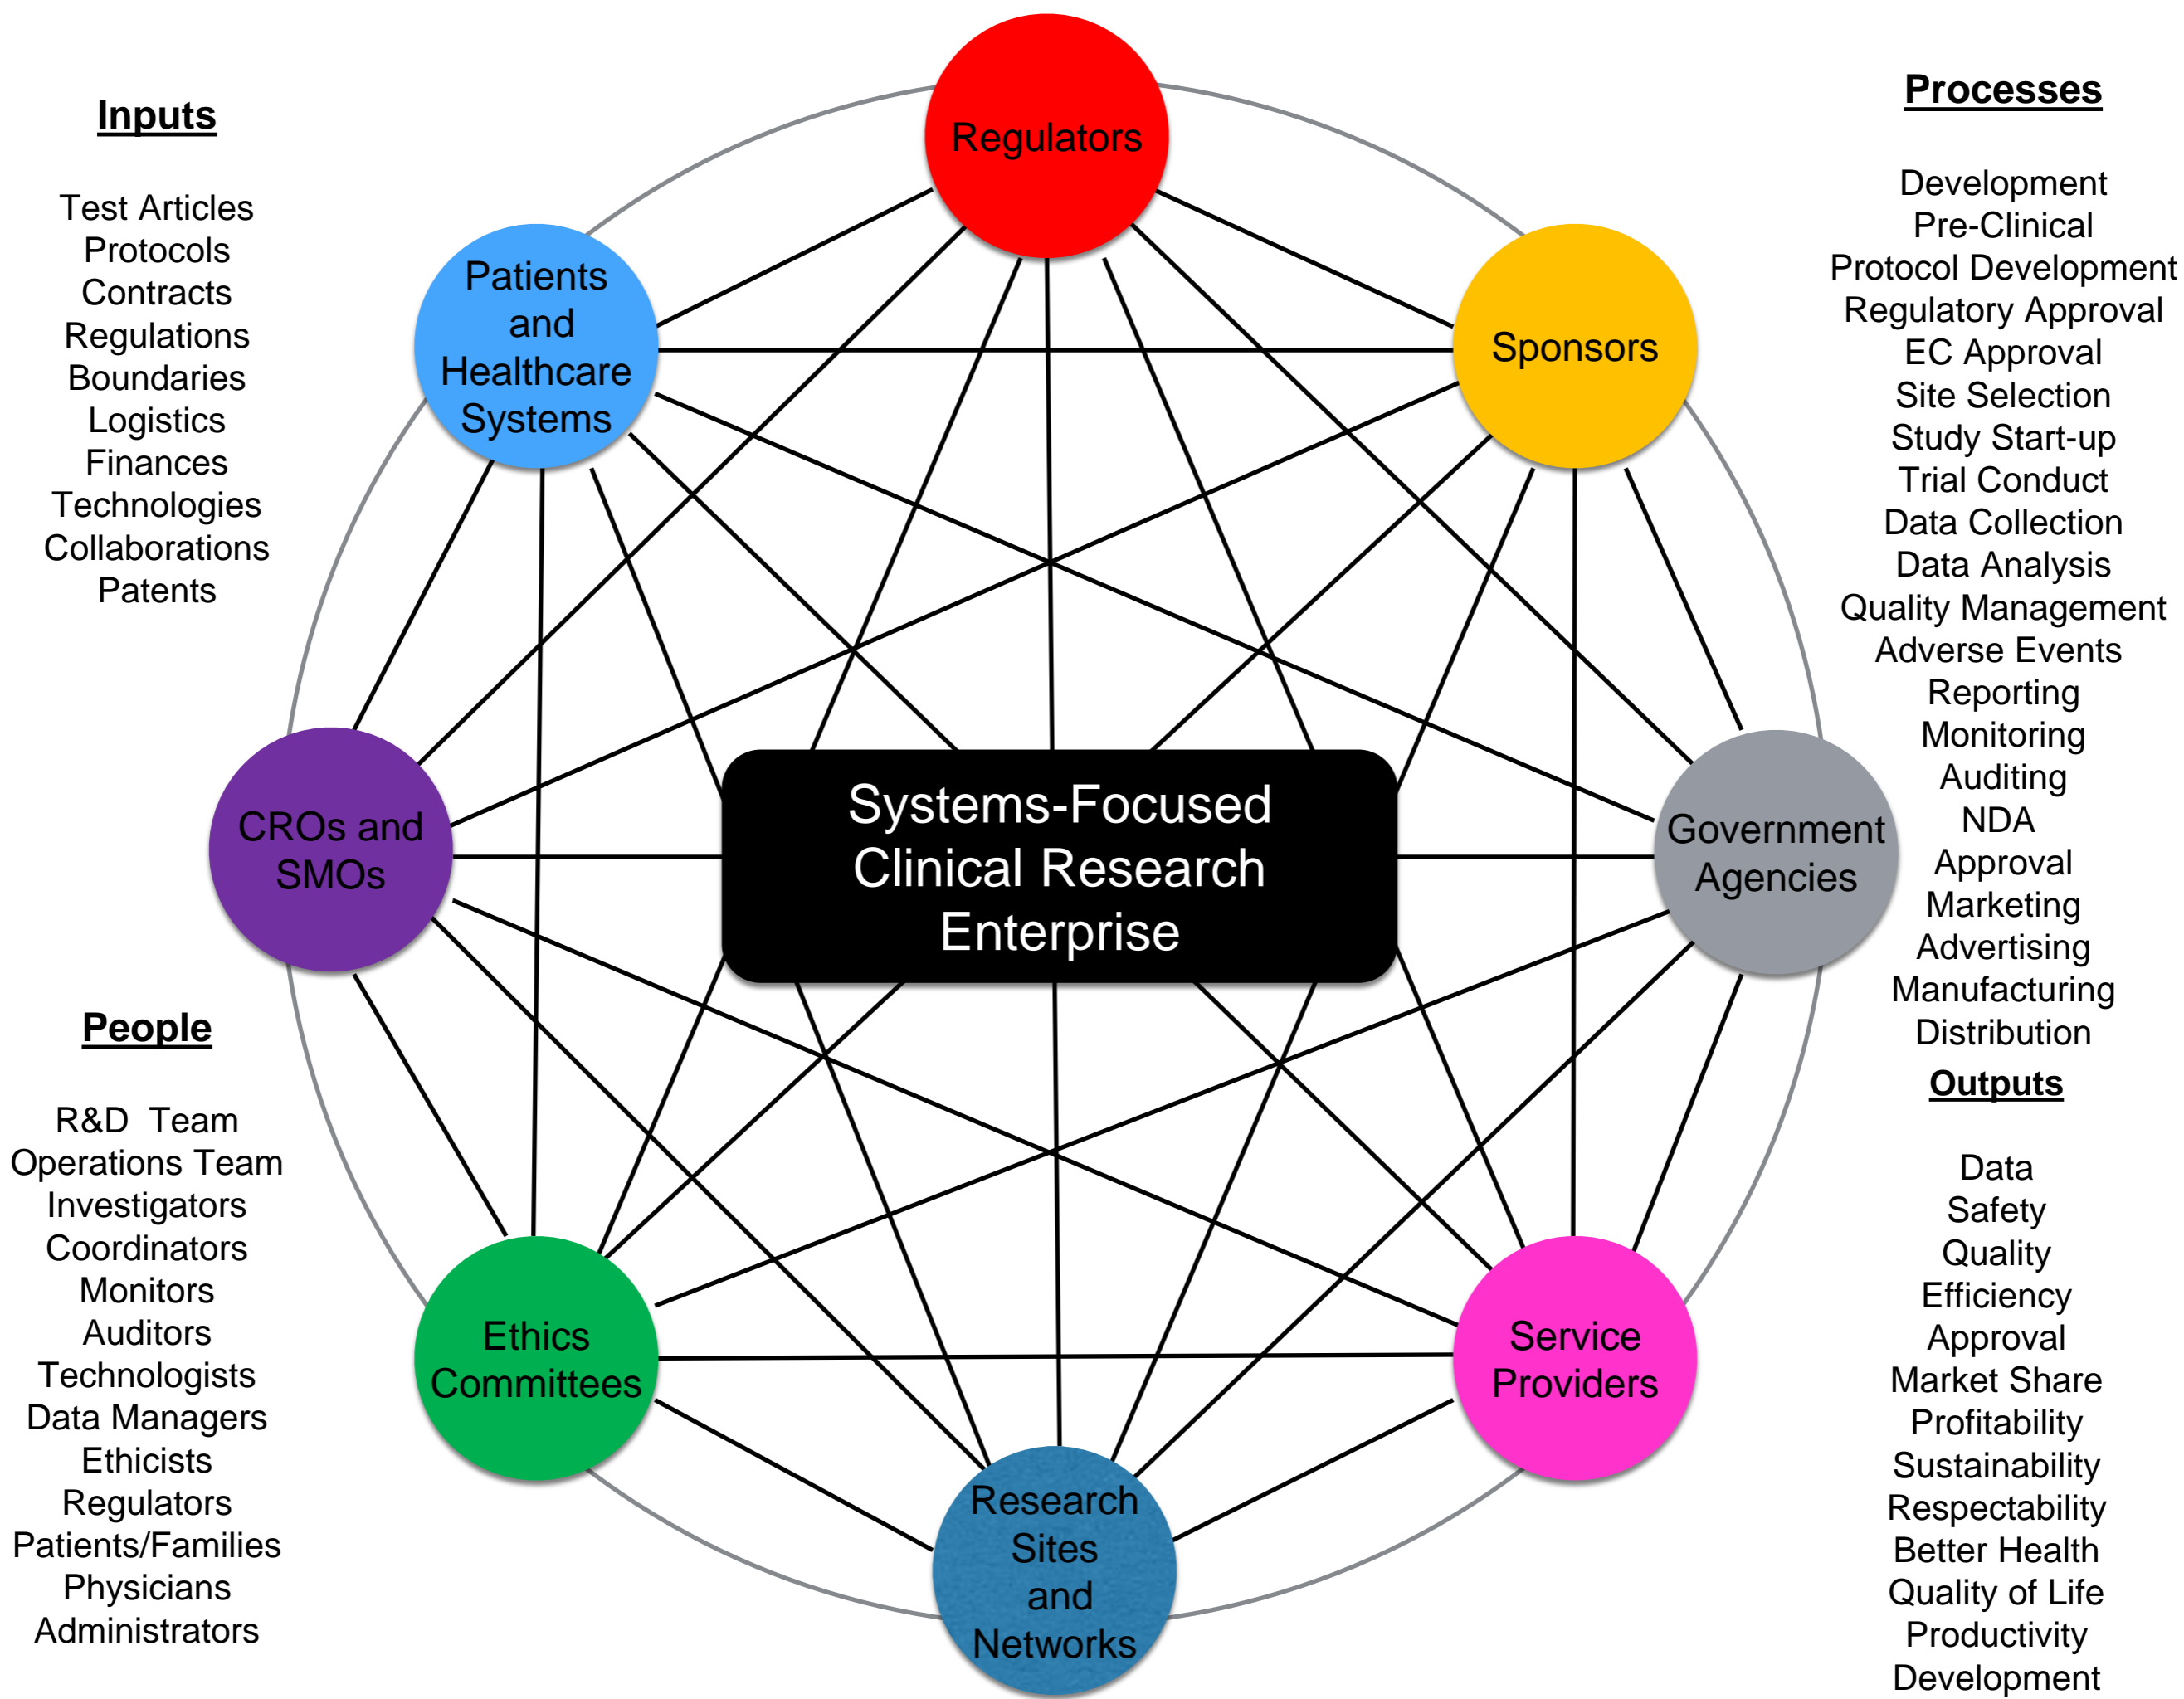 Inputs
Test Articles
Protocols
Contracts
Regulations
Boundaries
Logistics
Finances
Technologies
Collaborations
Patents
People
R&D  Team
Operations Team
Investigators
Coordinators
Monitors
Auditors
Technologists
Data Managers
Ethicists
Regulators
Patients/Families
Physicians
Administrators
Regulators
Patients
and
Healthcare
Systems
Sponsors
CROs and
SMOs
Systems-Focused
Clinical Research
Enterprise
Government
Agencies
Ethics
Committees
Service
Providers
Research
Sites
and
Networks
Processes
Development
Pre-Clinical
Protocol Development
Regulatory Approval
EC Approval
Site Selection
Study Start-up
Trial Conduct
Data Collection
Data Analysis
Quality Management
Adverse Events
Reporting
Monitoring
Auditing
NDA
Approval
Marketing
Advertising
Manufacturing
Distribution
Outputs
Data
Safety
Quality
Efficiency
Approval
Market Share
Profitability
Sustainability
Respectability
Better Health
Quality of Life
Productivity
Development